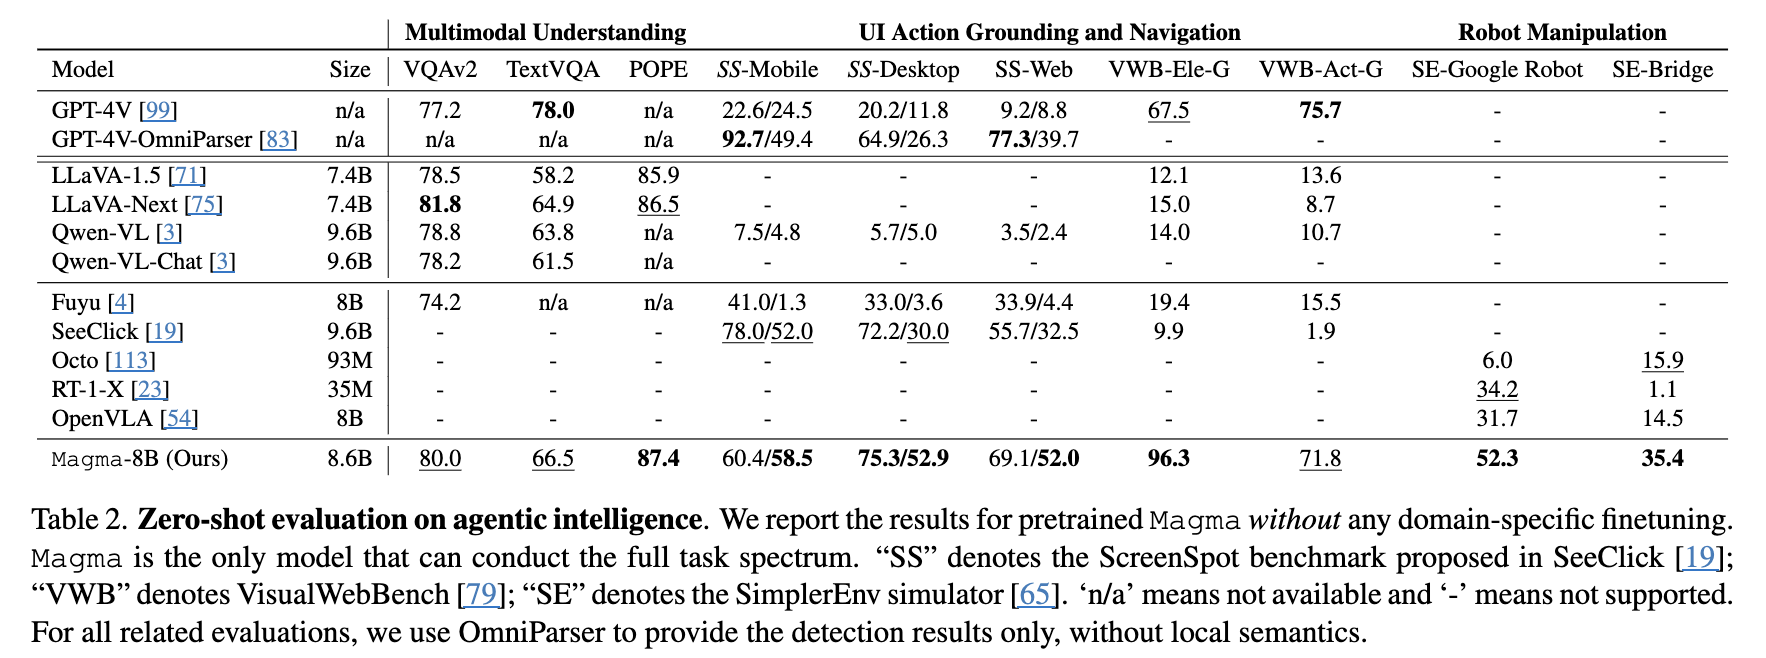 Multimodal Understanding UI Action Grounding and Navigation Robot Manipulation
Model Size VQAv2 TextVQA POPE SS-Mobile SS-Desktop SS-Web VWB-Ele-G VWB-Act-G SE-Google Robot SE-Bridge
GPT-4V [99] n/a 77.2 78.0 n/a 22.6/24.5 20.2/11.8 9.2/8.8 67.5 75.7 - -
GPT-4V-OmniParser [83] n/a n/a n/a n/a 92.7/49.4 64.9/26.3 77.3/39.7 - - - -
LLaVA-1.5 [71] 7.4B 78.5 58.2 85.9 - - - 12.1 13.6 - -
LLaVA-Next [75] 7.4B 81.8 64.9 86.5 - - - 15.0 8.7 - -
Qwen-VL [3] 9.6B 78.8 63.8 n/a 7.5/4.8 5.7/5.0 3.5/2.4 14.0 10.7 - -
Qwen-VL-Chat [3] 9.6B 78.2 61.5 n/a - - - - - - -
Fuyu [4] 8B 74.2 n/a n/a 41.0/1.3 33.0/3.6 33.9/4.4 19.4 15.5 - -
SeeClick [19] 9.6B - - - 78.0/52.0 72.2/30.0 55.7/32.5 9.9 1.9 - -
Octo [113] 93M - - - - - - - - 6.0 15.9
RT-1-X [23] 35M - - - - - - - - 34.2 1.1
OpenVLA [54] 8B - - - - - - - - 31.7 14.5
Magma-8B (Ours) 8.6B 80.0 66.5 87.4 60.4/58.5 75.3/52.9 69.1/52.0 96.3 71.8 52.3 35.4
Table 2. Zero-shot evaluation on agentic intelligence. We report the results for pretrained Magma without any domain-specific finetuning.
Magma is the only model that can conduct the full task spectrum. “SS” denotes the ScreenSpot benchmark proposed in SeeClick [19];
“VWB” denotes VisualWebBench [79]; “SE” denotes the SimplerEnv simulator [65]. ‘n/a’ means not available and ‘-’ means not supported.
For all related evaluations, we use OmniParser to provide the detection results only, without local semantics.